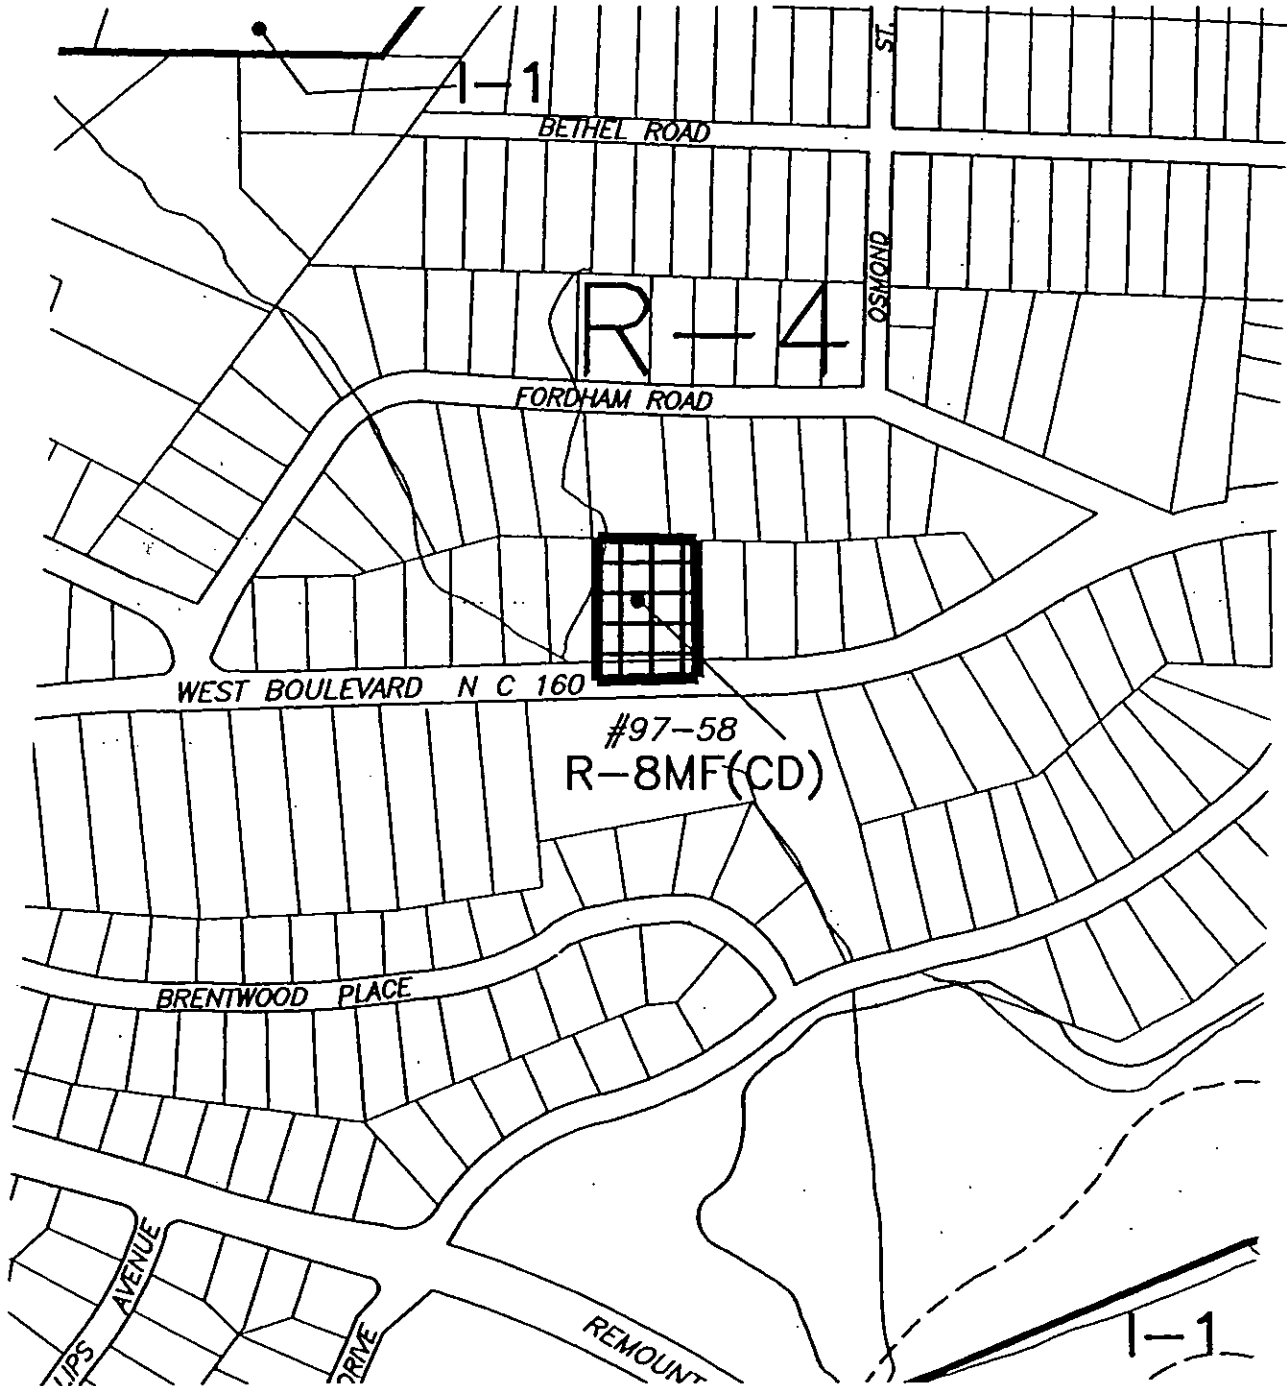 ST.
I-1
BETHEL ROAD
OSMOND
R-4
FORDHAM ROAD
WEST BOULEVARD N C 160
#97-58
R-8MF(CD)
BRENTWOOD PLACE
AVENUE
LIPS
DRIVE
REMOUNT
I-1